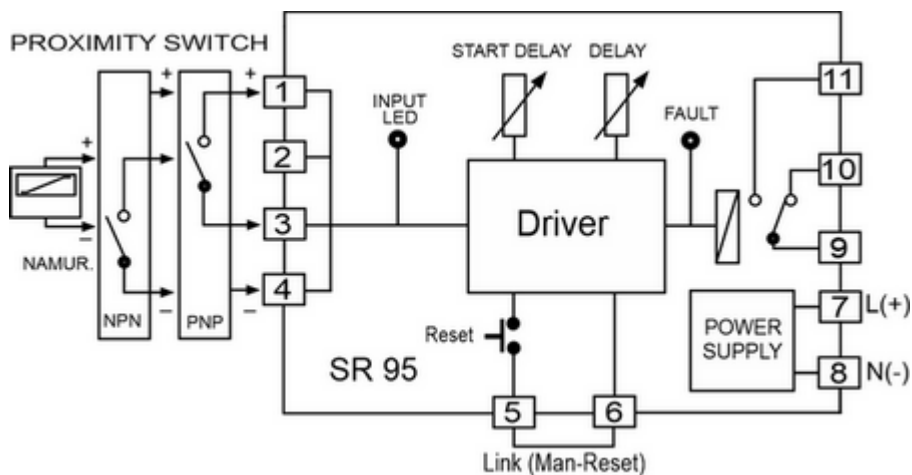 PROXIMITY SWITCH
START DELAY
DELAY
INPUT
LED
FAULT
+
+
+
+
1
2
3
4
11
10
9
7
8
L(+)
N(-)
–
–
–
–
NAMUR.
NPN
PNP
Driver
Reset
SR 95
POWER
SUPPLY
5
6
Link (Man-Reset)